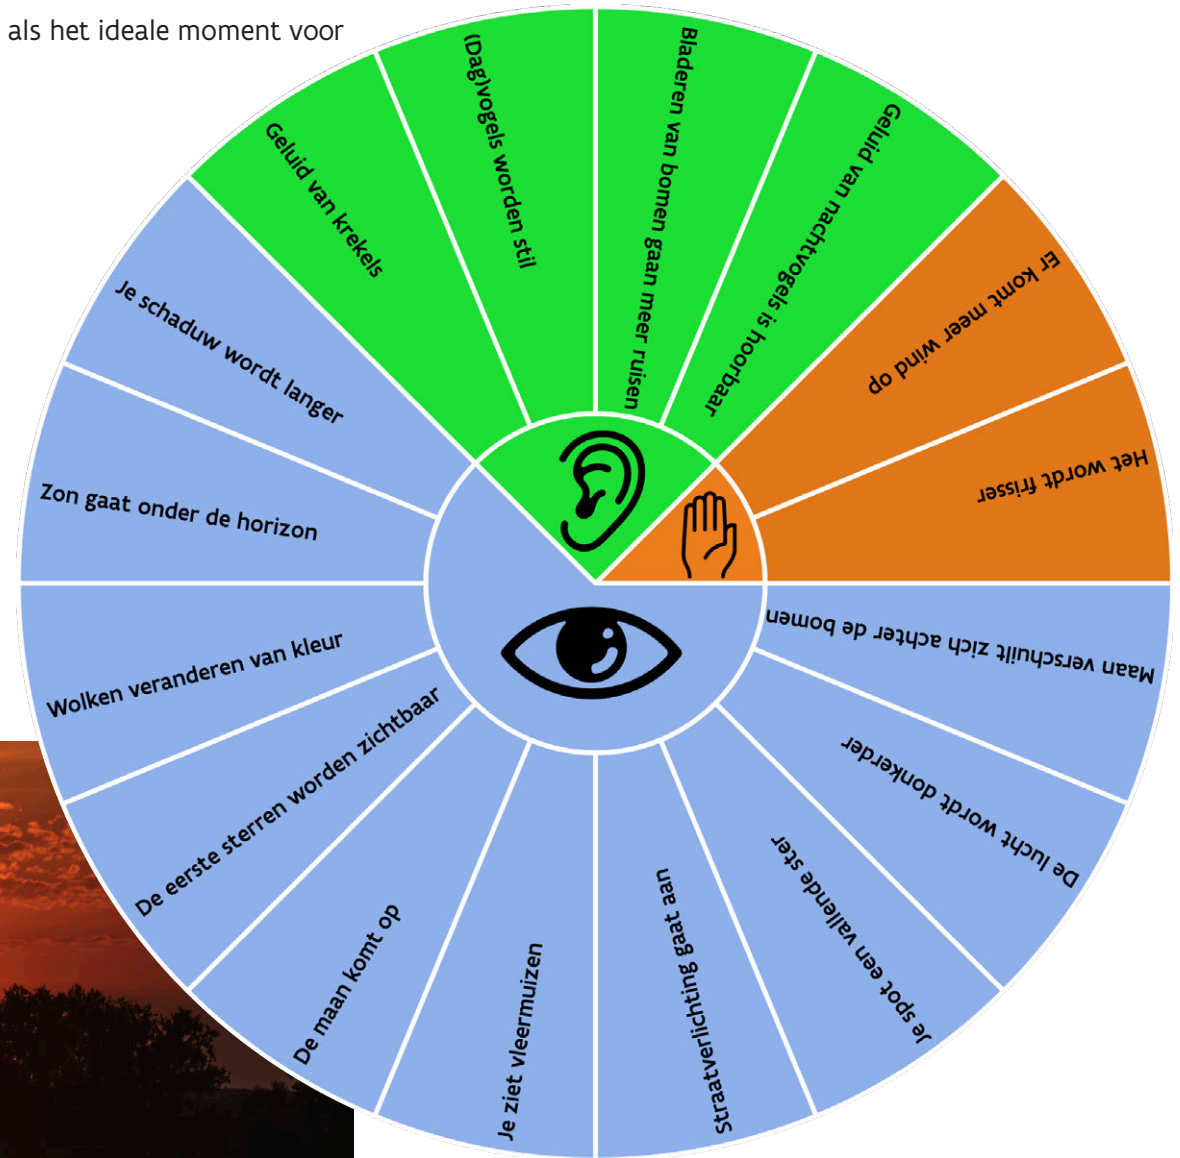 als het ideale moment voor
Geluid van krekels
(Dag)vogels worden stil
Bladeren van bomen gaan meer ruisen
Geluid van nachtvogels is hoorbaar
Er komt meer wind op
Het wordt frisser
Maan verschuilt zich achter de bomen
De lucht wordt donkerder
Je spot een vallende ster
Straatverlichting gaat aan
Je ziet vleermuizen
De maan komt op
De eerste sterren worden zichtbaar
Wolken veranderen van kleur
Zon gaat onder de horizon
Je schaduw wordt langer